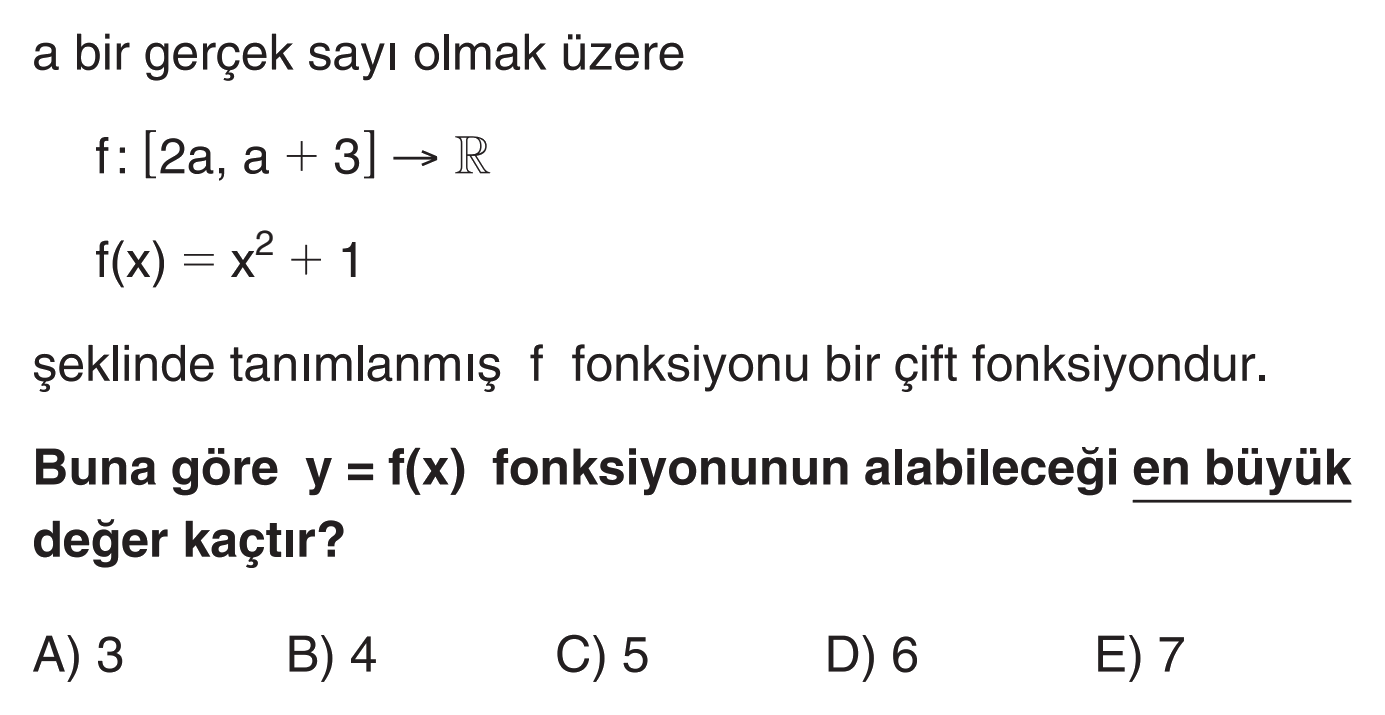 a bir gerçek sayı olmak üzere
f: [2a, a + 3] → ℝ
f(x) = x² + 1
şeklinde tanımlanmış f fonksiyonu bir çift fonksiyondur.
Buna göre y = f(x) fonksiyonunun alabileceği en büyük
değer kaçtır?
A) 3 B) 4 C) 5 D) 6 E) 7